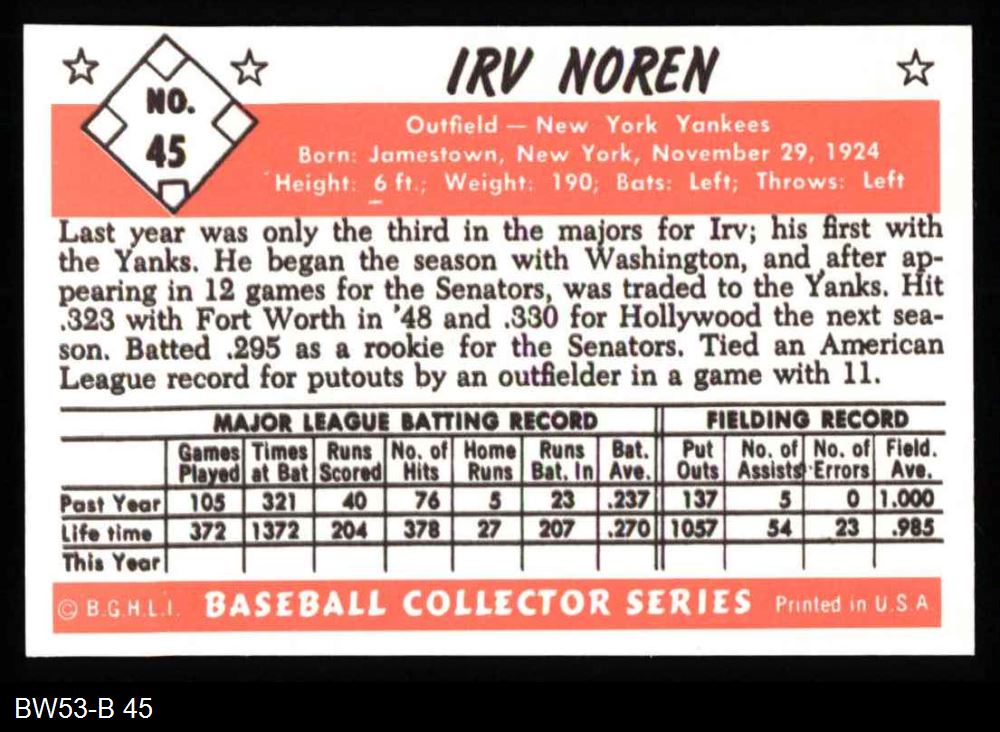 NO.
45
IRV NOREN
Outfield — New York Yankees
Born: Jamestown, New York, November 29, 1924
Height: 6 ft.; Weight: 190; Bats: Left; Throws: Left
Last year was only the third in the majors for Irv; his first with
the Yanks. He began the season with Washington, and after ap-
pearing in 12 games for the Senators, was traded to the Yanks. Hit
.323 with Fort Worth in '48 and .330 for Hollywood the next sea-
son. Batted .295 as a rookie for the Senators. Tied an American
League record for putouts by an outfielder in a game with 11.
MAJOR LEAGUE BATTING RECORD FIELDING RECORD
Games Times Runs No. of Home Runs Bat. Put No. of No. of Field.
Played at Bat Scored Hits Runs Bat. In Ave. Outs Assists Errors Ave.
Past Year 105 321 40 76 5 23 .237 137 5 0 1.000
Life time 372 1372 204 378 27 207 .270 1057 54 23 .985
This Year
© B.G.H.L.I. BASEBALL COLLECTOR SERIES Printed in U.S.A
BW53-B 45